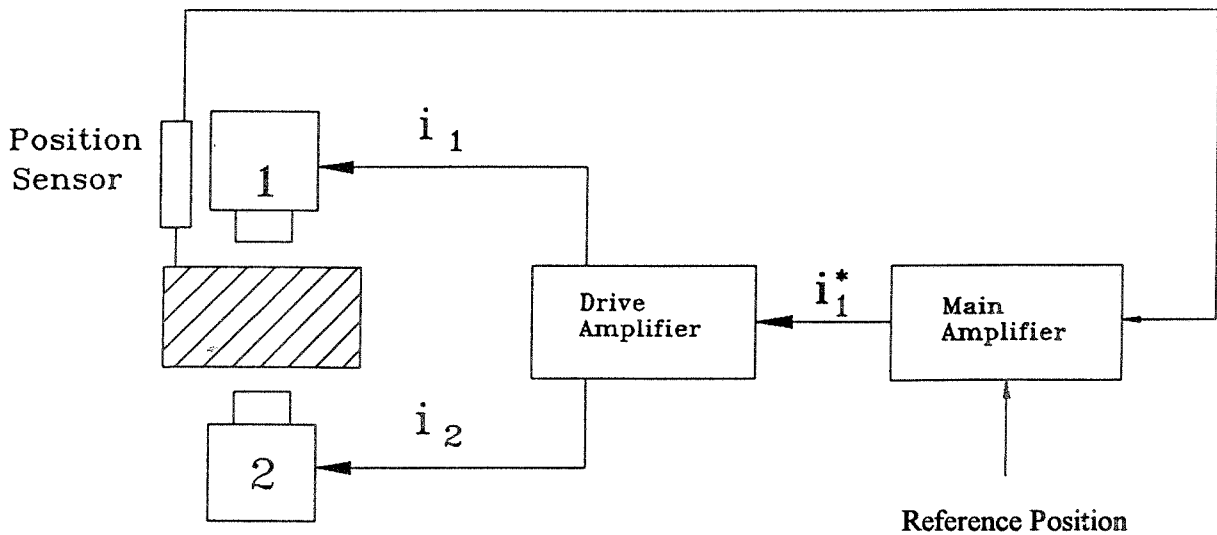 Position
Sensor
1
i 1
Drive
Amplifier
i*1
Main
Amplifier
2
i 2
Reference Position